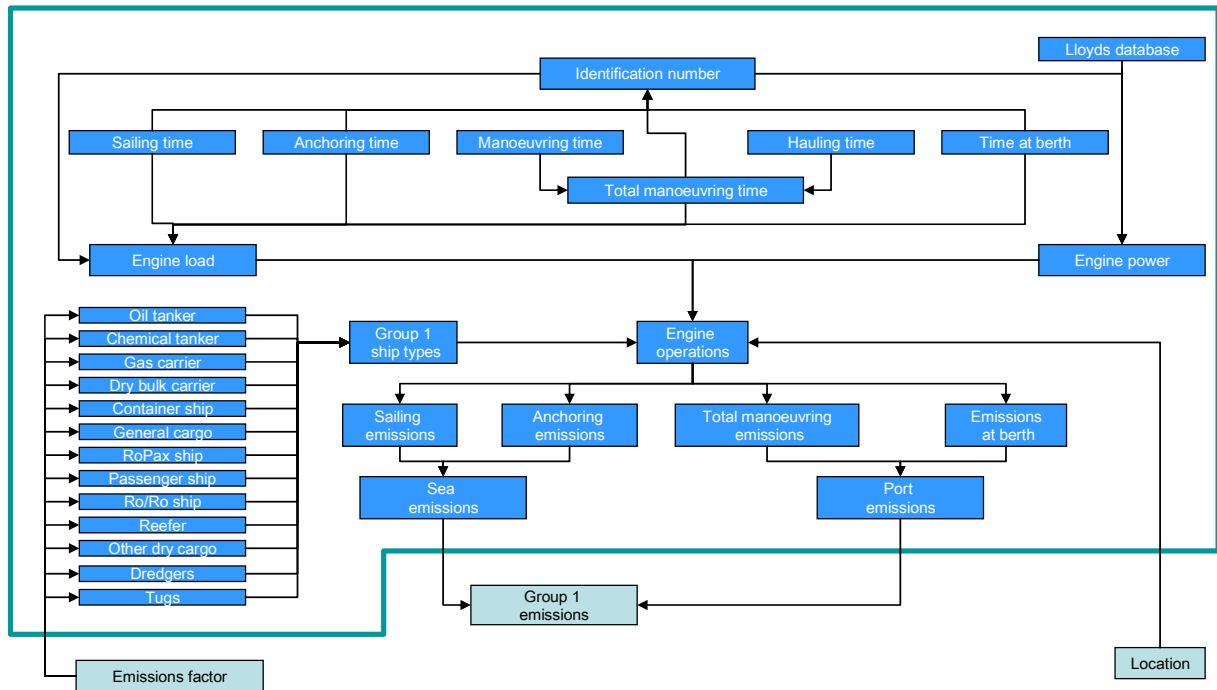 Lloyds database
Identification number
Sailing time
Anchoring time
Manoeuvring time
Hauling time
Time at berth
Total manoeuvring time
Engine load
Engine power
Oil tanker
Chemical tanker
Gas carrier
Dry bulk carrier
Container ship
General cargo
RoPax ship
Passenger ship
Ro/Ro ship
Reefer
Other dry cargo
Dredgers
Tugs
Group 1
ship types
Engine
operations
Sailing
emissions
Anchoring
emissions
Total manoeuvring
emissions
Emissions
at berth
Sea
emissions
Port
emissions
Group 1
emissions
Location
Emissions factor